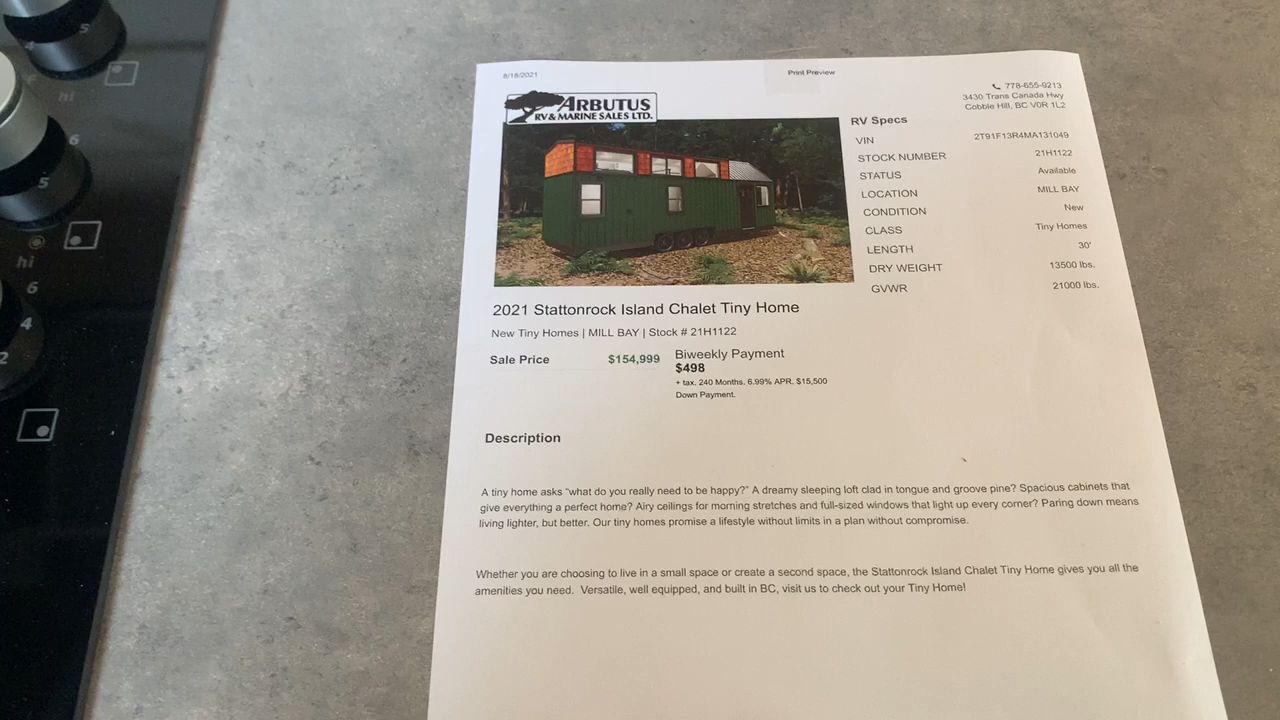 8/18/2021
Print Preview
ARBUTUS
RV & MARINE SALES LTD.
778-655-9213
3430 Trans Canada Hwy
Cobble Hill, BC V0R 1L2
RV Specs
VIN 2T91F13R4MA131049
STOCK NUMBER 21H1122
STATUS Available
LOCATION MILL BAY
CONDITION New
CLASS Tiny Homes
LENGTH 30'
DRY WEIGHT 13500 lbs.
GVWR 21000 lbs.
2021 Stattonrock Island Chalet Tiny Home
New Tiny Homes | MILL BAY | Stock # 21H1122
Sale Price $154,999
Biweekly Payment
$498
+ tax. 240 Months. 6.99% APR. $15,500
Down Payment.
Description
A tiny home asks “what do you really need to be happy?” A dreamy sleeping loft clad in tongue and groove pine? Spacious cabinets that
give everything a perfect home? Airy ceilings for morning stretches and full-sized windows that light up every corner? Paring down means
living lighter, but better. Our tiny homes promise a lifestyle without limits in a plan without compromise.
Whether you are choosing to live in a small space or create a second space, the Stattonrock Island Chalet Tiny Home gives you all the
amenities you need. Versatile, well equipped, and built in BC, visit us to check out your Tiny Home!
5
hi
6
5
hi
6
4
2